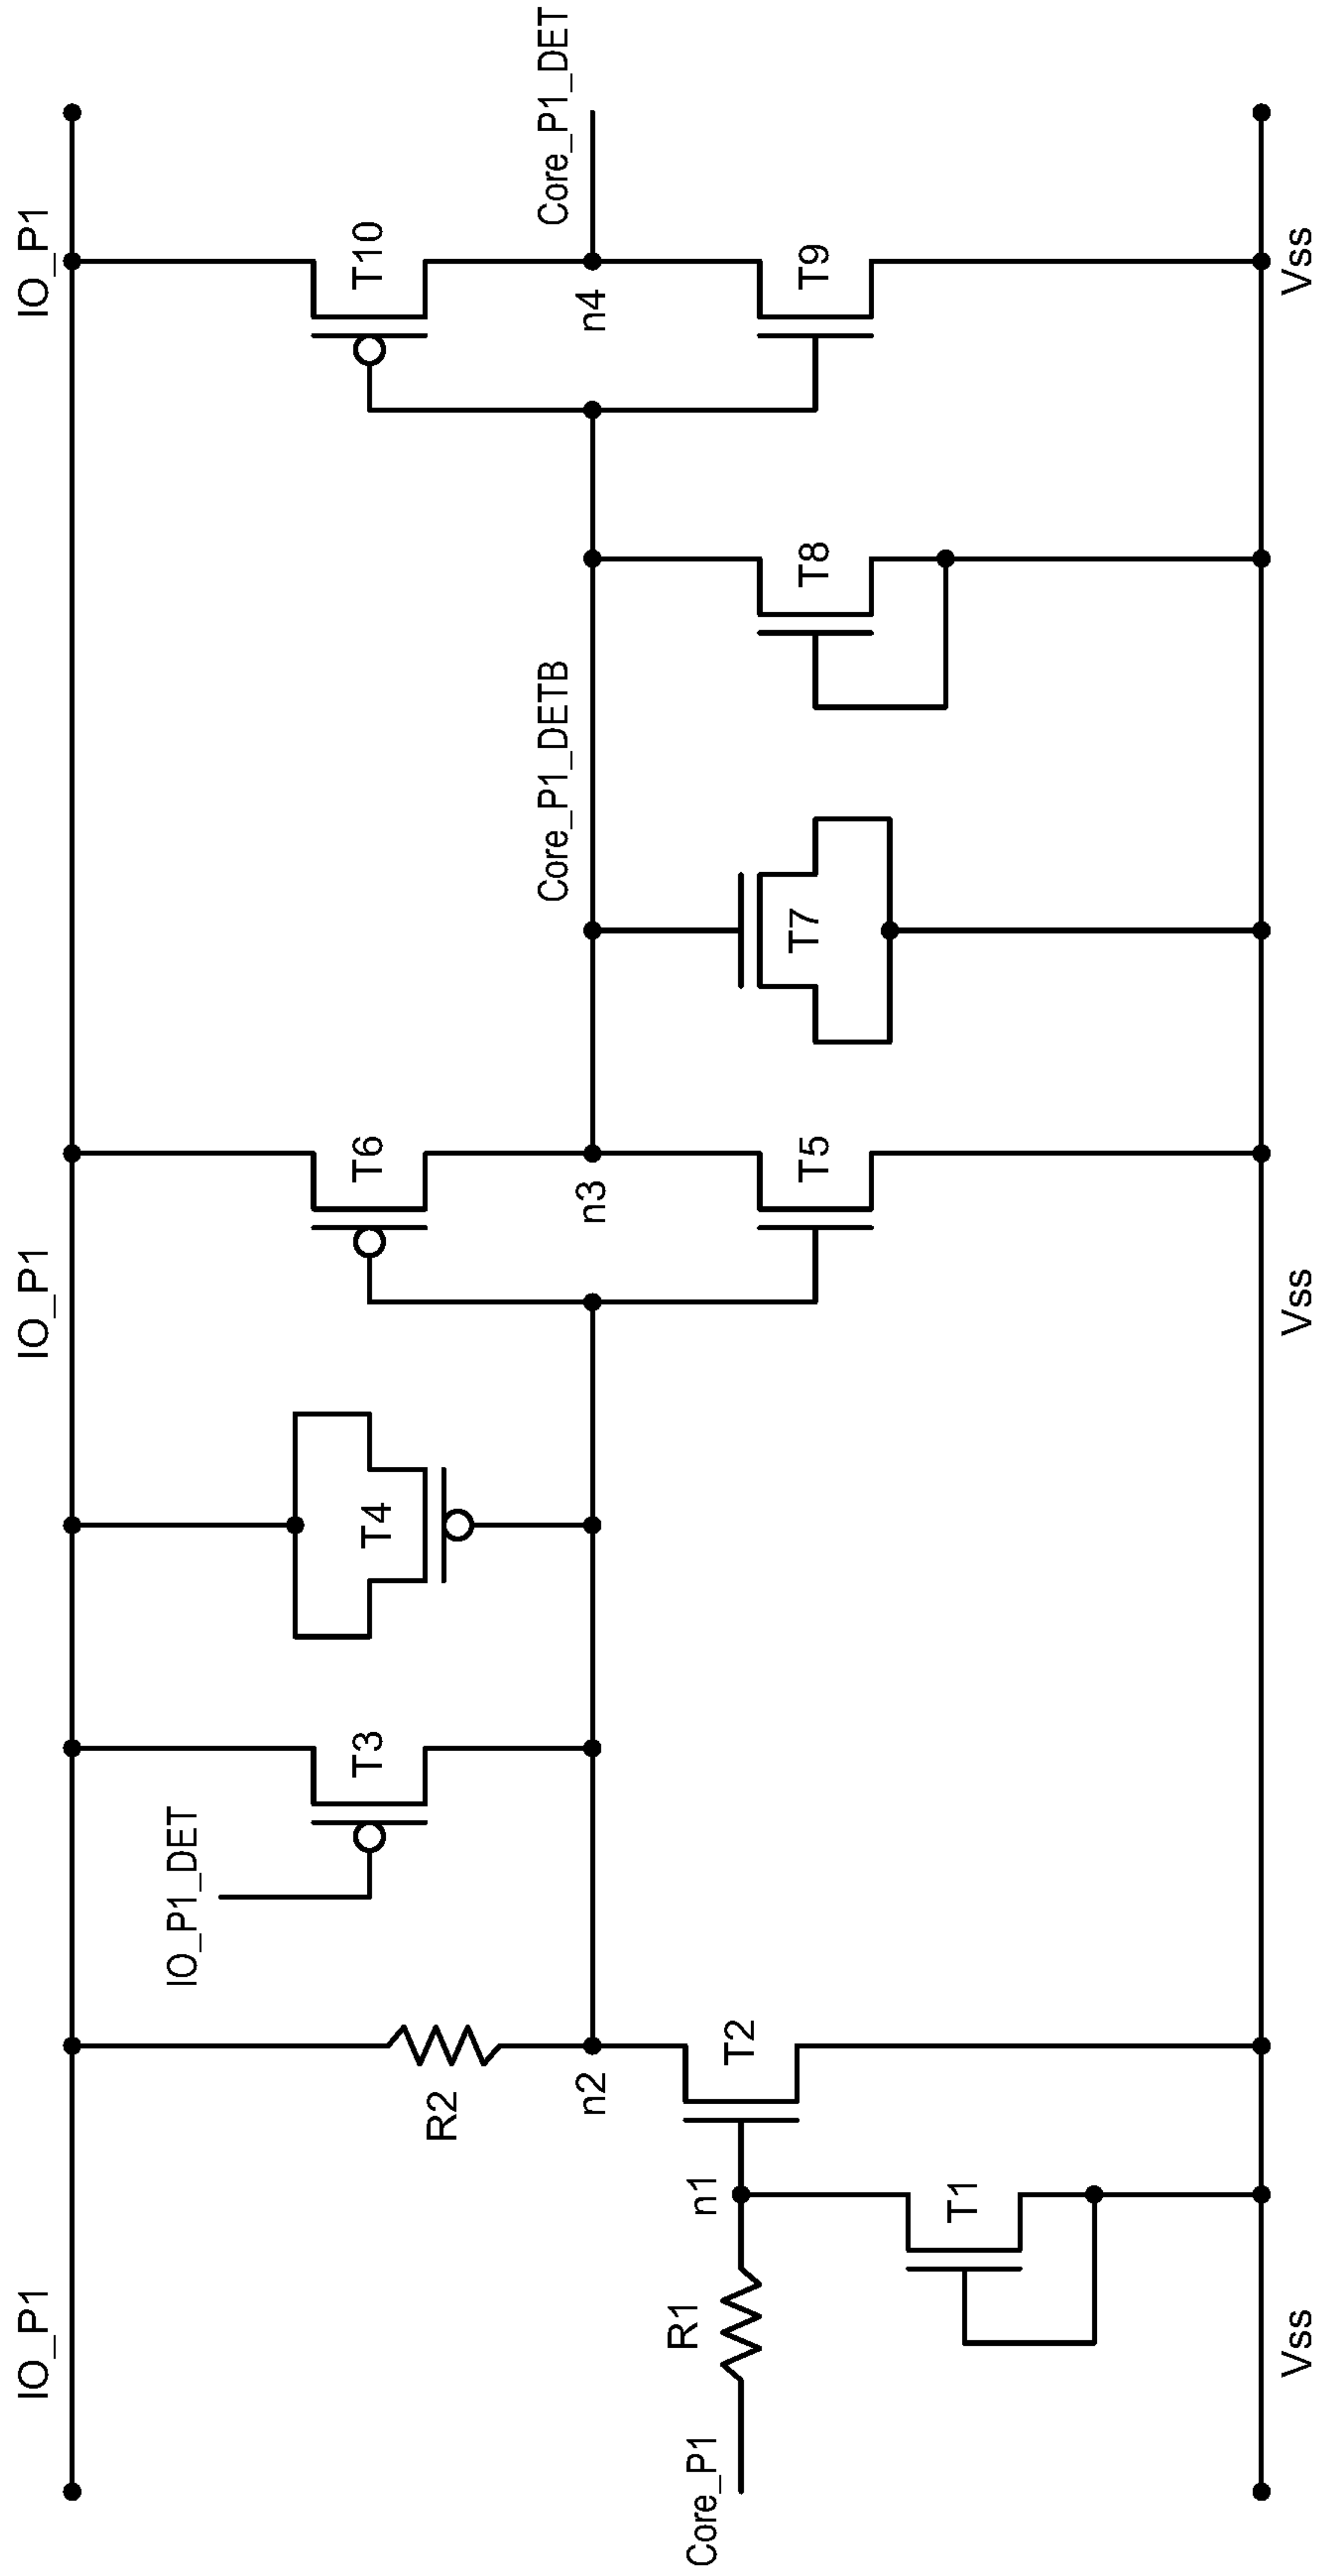 IO_P1
IO_P1
IO_P1
IO_P1_DET
R2
T3
T4
T6
T10
Core_P1_DETB
Core_P1_DET
n2
n3
n4
Core_P1
R1
n1
T2
T1
T5
T7
T8
T9
Vss
Vss
Vss